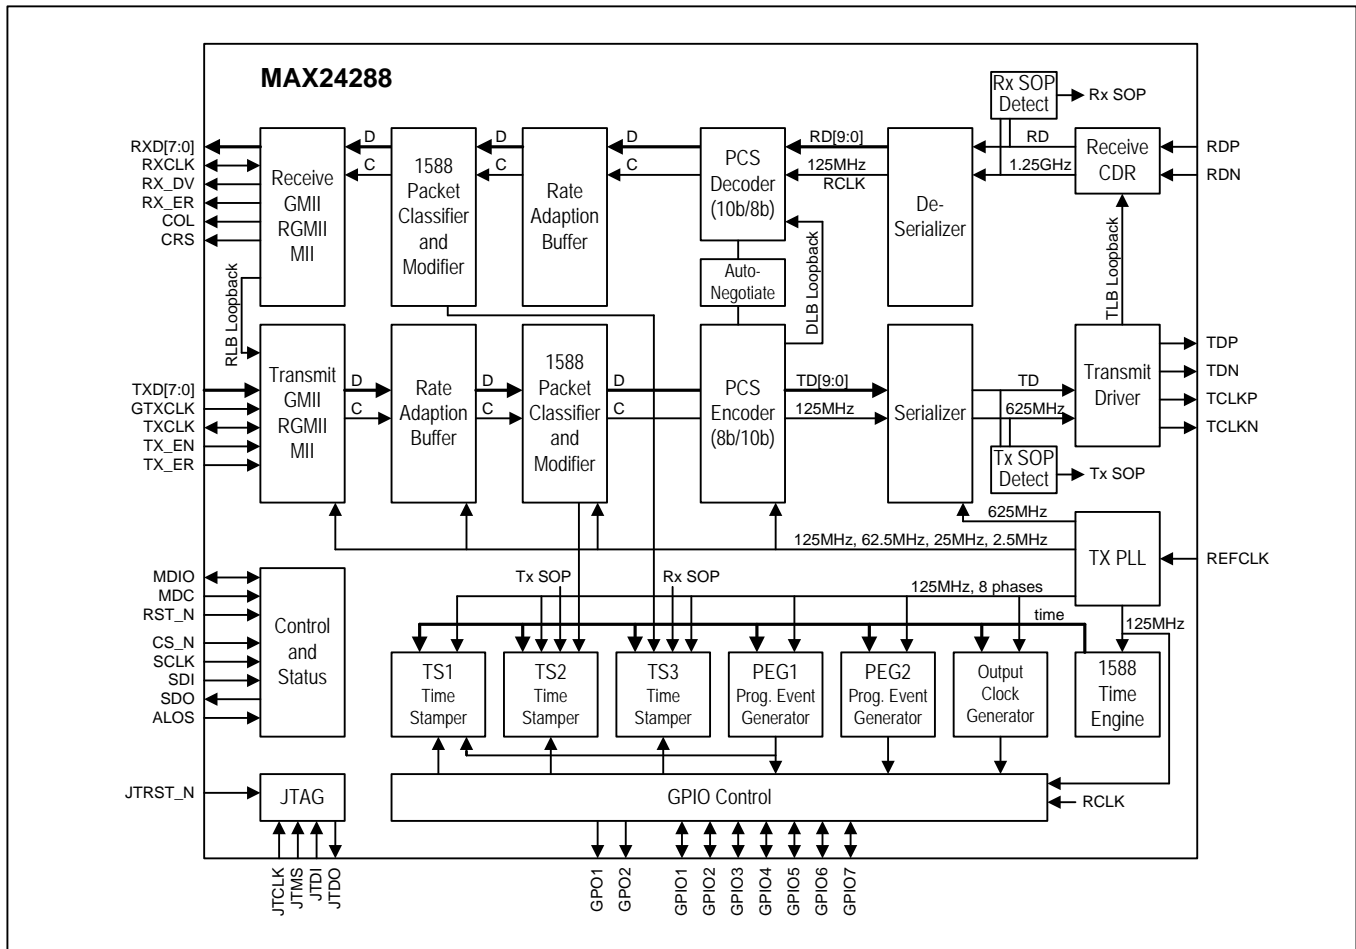 MAX24288
Rx SOP
Detect
Rx SOP
RXD[7:0]
RXCLK
RX_DV
RX_ER
COL
CRS
Receive
GMII
RGMII
MII
D
C
1588
Packet
Classifier
and
Modifier
D
C
Rate
Adaption
Buffer
D
C
PCS
Decoder
(10b/8b)
RD[9:0]
125MHz
RCLK
De-
Serializer
RD
1.25GHz
Receive
CDR
RDP
RDN
RLB Loopback
Auto-
Negotiate
DLB Loopback
TLB Loopback
TXD[7:0]
GTXCLK
TXCLK
TX_EN
TX_ER
Transmit
GMII
RGMII
MII
D
C
Rate
Adaption
Buffer
D
C
1588
Packet
Classifier
and
Modifier
D
C
PCS
Encoder
(8b/10b)
TD[9:0]
125MHz
Serializer
TD
625MHz
Transmit
Driver
TDP
TDN
TCLKP
TCLKN
Tx SOP
Detect
Tx SOP
625MHz
125MHz, 62.5MHz, 25MHz, 2.5MHz
TX PLL
REFCLK
MDIO
MDC
RST_N
CS_N
SCLK
SDI
SDO
ALOS
Control
and
Status
Tx SOP
Rx SOP
125MHz, 8 phases
time
125MHz
TS1
Time
Stamper
TS2
Time
Stamper
TS3
Time
Stamper
PEG1
Prog. Event
Generator
PEG2
Prog. Event
Generator
Output
Clock
Generator
1588
Time
Engine
JTRST_N
JTAG
GPIO Control
RCLK
JTCLK
JTMS
JTDI
JTDO
GPO1
GPO2
GPIO1
GPIO2
GPIO3
GPIO4
GPIO5
GPIO6
GPIO7